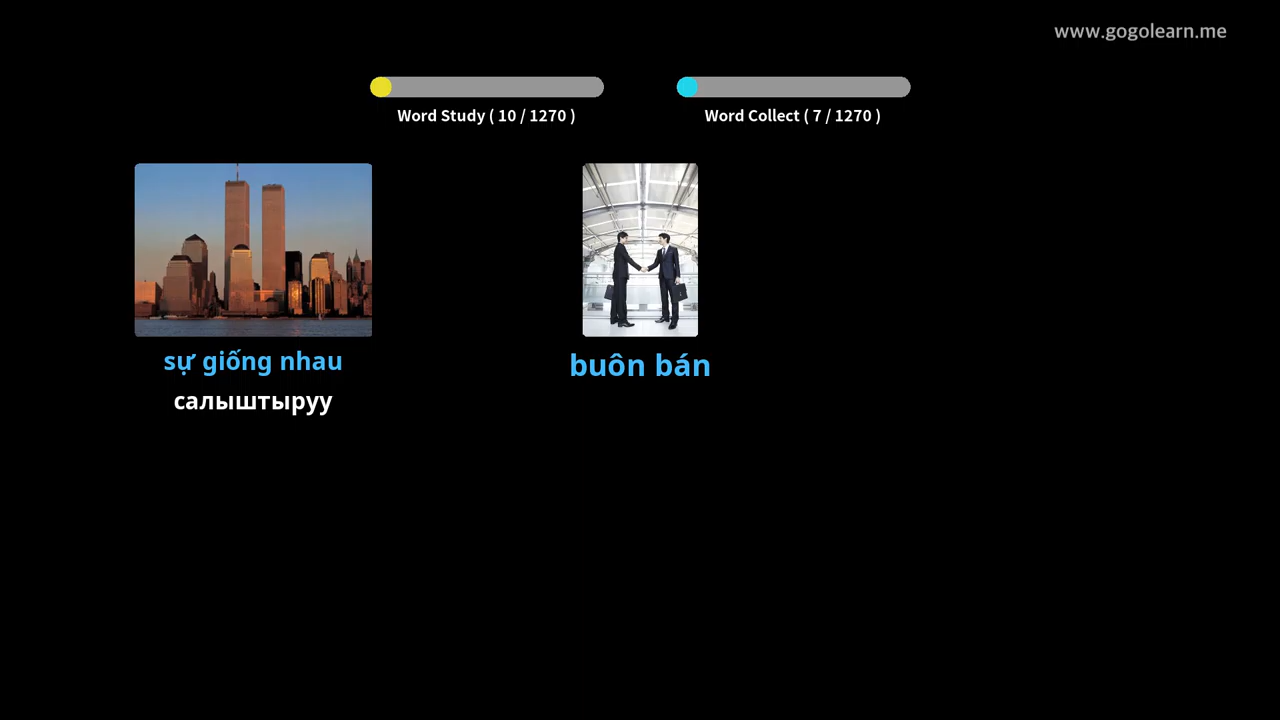 www.gogolearn.me
Word Study ( 10 / 1270 )
Word Collect ( 7 / 1270 )
sự giống nhau
салыштыруу
buôn bán